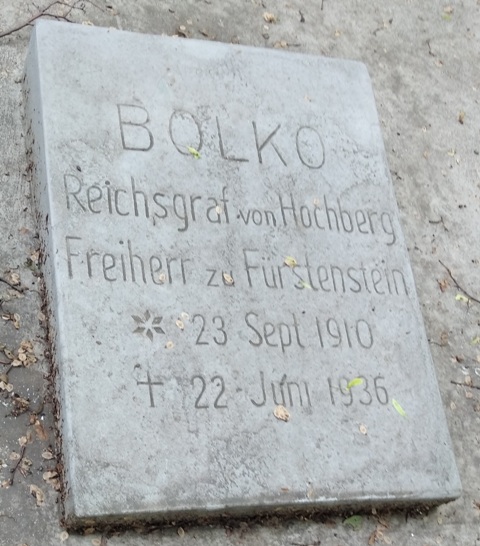 BOLKO
Reichsgraf von Hochberg
Freiherr zu Fürstenstein
* 23 Sept 1910
† 22 Juni 1936